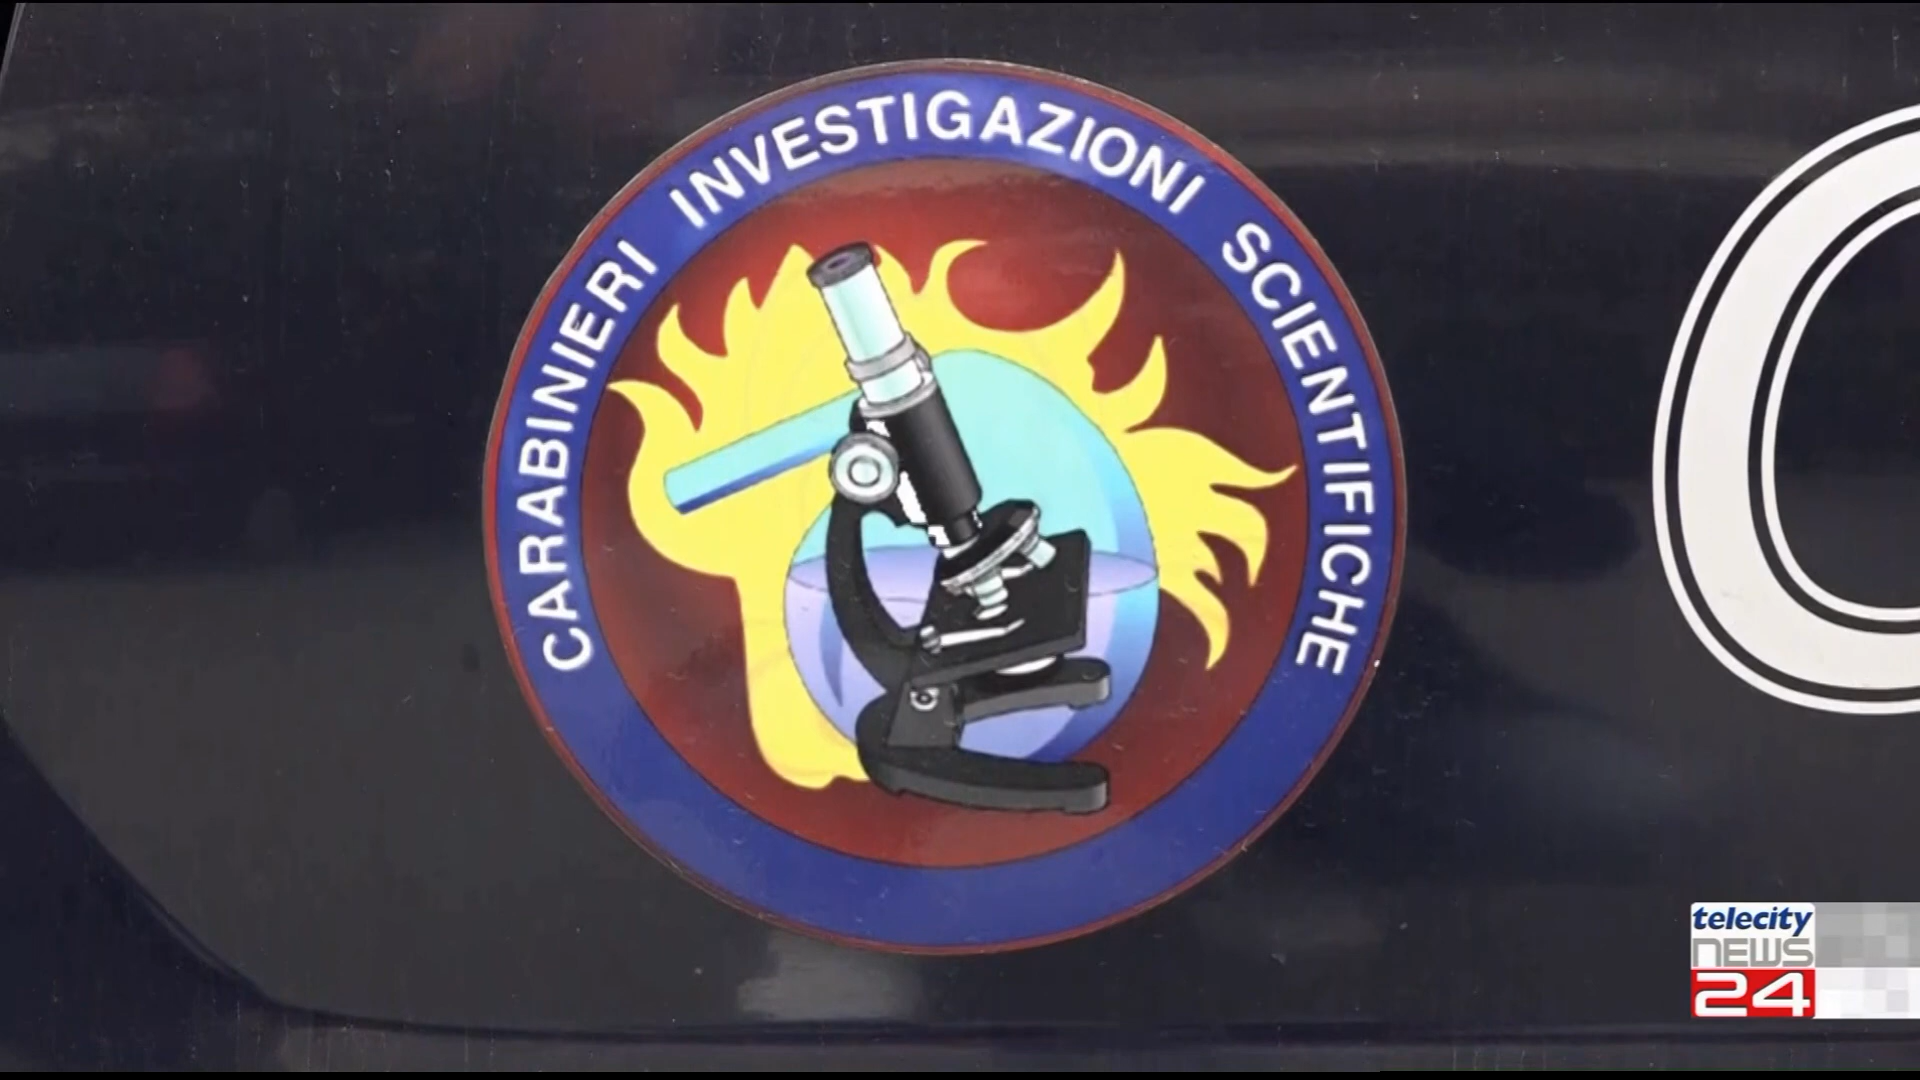 CARABINIERI INVESTIGAZIONI SCIENTIFICHE
C
telecity
NEWS
24